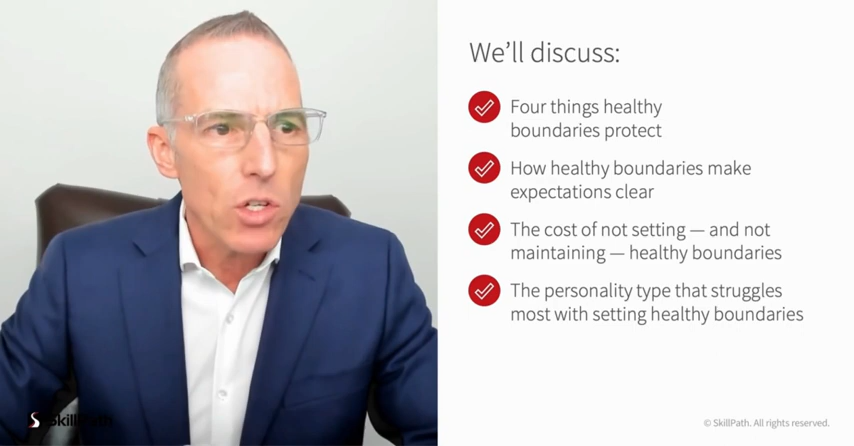 We'll discuss:
Four things healthy
boundaries protect
How healthy boundaries make
expectations clear
The cost of not setting — and not
maintaining — healthy boundaries
The personality type that struggles
most with setting healthy boundaries
SkillPath
© SkillPath. All rights reserved.